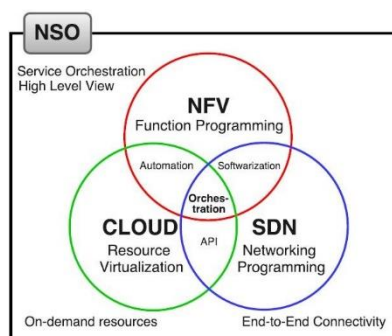 NSO
Service Orchestration
High Level View
NFV
Function Programming
Automation
Softwarization
Orches-
tration
CLOUD
Resource
Virtualization
API
SDN
Networking
Programming
On-demand resources
End-to-End Connectivity